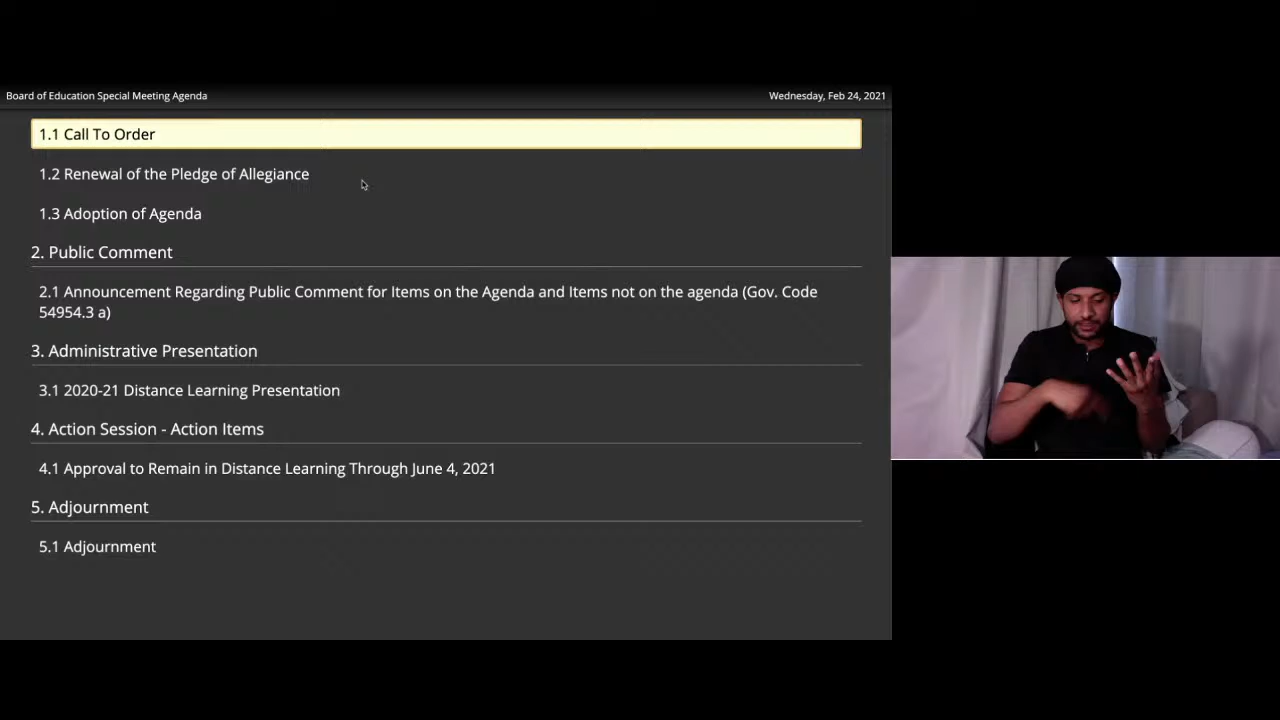 Board of Education Special Meeting Agenda
Wednesday, Feb 24, 2021
1.1 Call To Order
1.2 Renewal of the Pledge of Allegiance
1.3 Adoption of Agenda
2. Public Comment
2.1 Announcement Regarding Public Comment for Items on the Agenda and Items not on the agenda (Gov. Code
54954.3 a)
3. Administrative Presentation
3.1 2020-21 Distance Learning Presentation
4. Action Session - Action Items
4.1 Approval to Remain in Distance Learning Through June 4, 2021
5. Adjournment
5.1 Adjournment